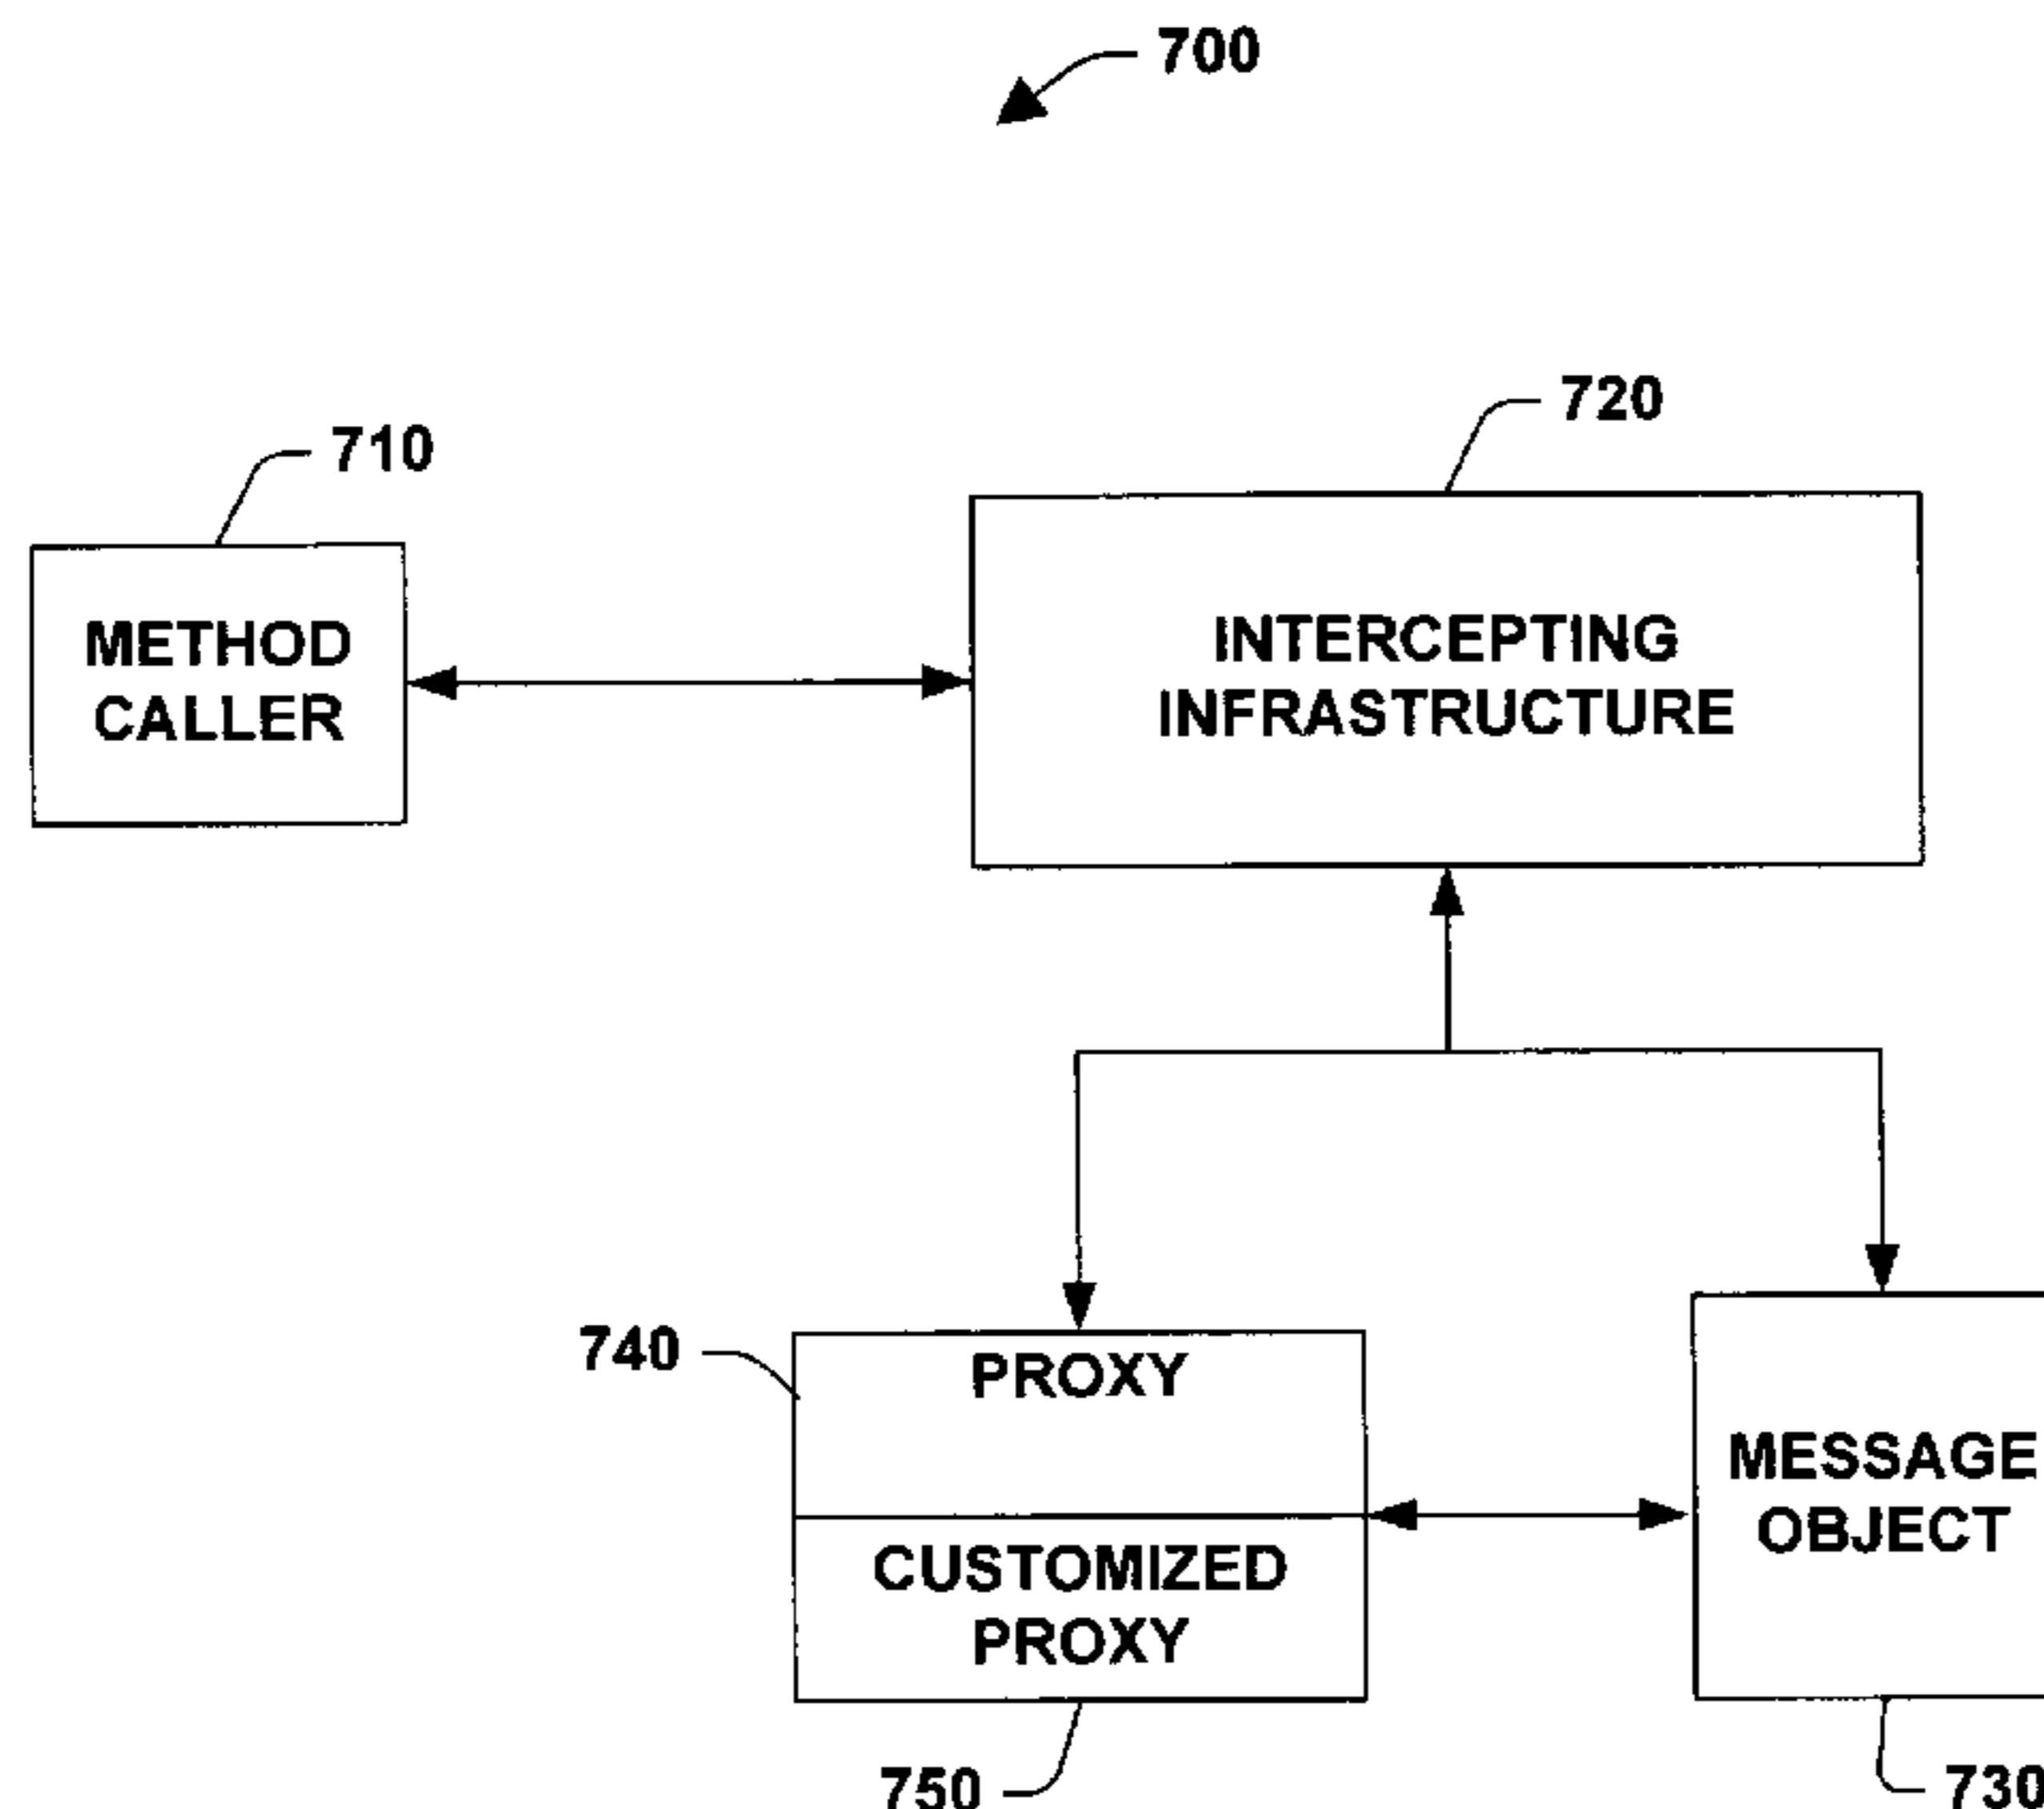 700
720
710
METHOD
CALLER
INTERCEPTING
INFRASTRUCTURE
740
PROXY
CUSTOMIZED
PROXY
MESSAGE
OBJECT
750
730